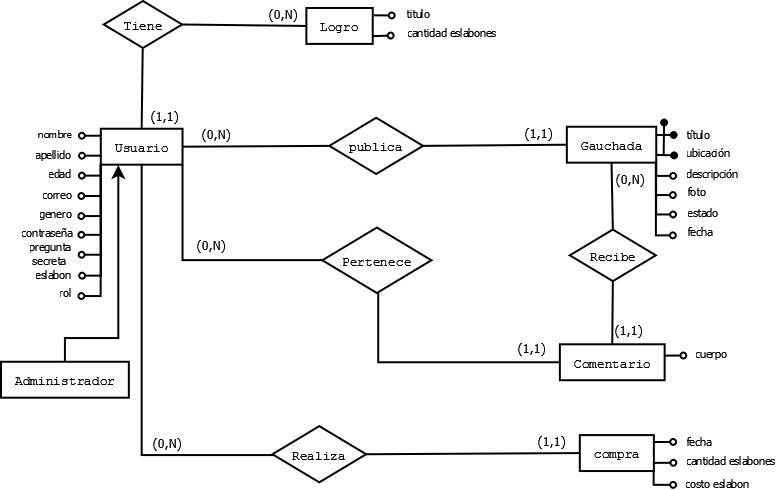 (0,N)
titulo
Tiene
Logro
cantidad eslabones
(1,1)
nombre
(0,N)
(1,1)
título
Usuario
publica
Gauchada
apellido
ubicación
edad
(0,N)
descripción
correo
foto
genero
estado
contraseña
fecha
pregunta
secreta
(0,N)
Pertenece
Recibe
eslabon
rol
(1,1)
(1,1)
cuerpo
Comentario
Administrador
(0,N)
(1,1)
fecha
Realiza
compra
cantidad eslabones
costo eslabon